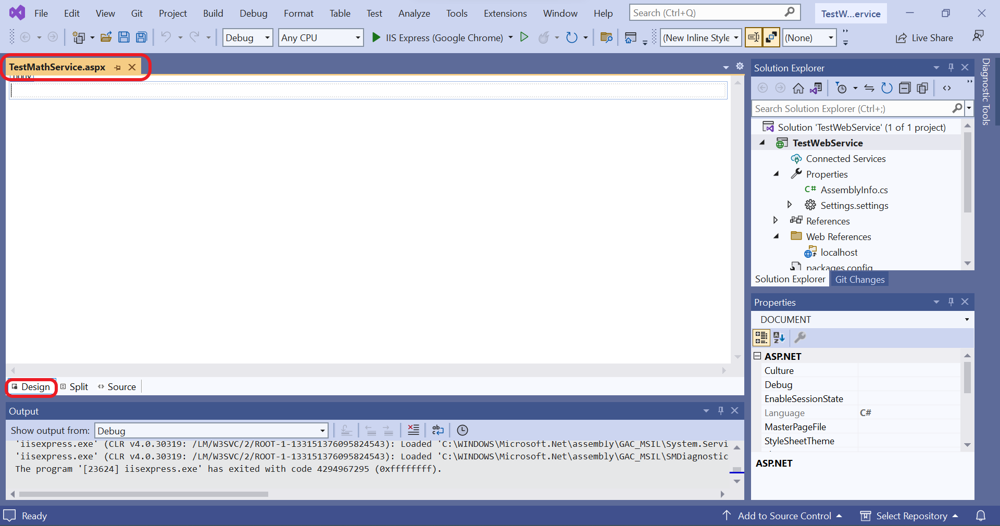 File Edit View Git Project Build Debug Format Table Test Analyze Tools Extensions Window Help Search (Ctrl+Q) TestW...ervice
Debug Any CPU IIS Express (Google Chrome) (New Inline Style (None) Live Share
TestMathService.aspx
body
Design Split Source
Output
Show output from: Debug
'iisexpress.exe' (CLR v4.0.30319: /LM/W3SVC/2/ROOT-1-133151376095824543): Loaded 'C:\WINDOWS\Microsoft.Net\assembly\GAC_MSIL\System.Servi
'iisexpress.exe' (CLR v4.0.30319: /LM/W3SVC/2/ROOT-1-133151376095824543): Loaded 'C:\WINDOWS\Microsoft.Net\assembly\GAC_MSIL\SMDiagnostic
The program '[23624] iisexpress.exe' has exited with code 4294967295 (0xffffffff).
Solution Explorer
Search Solution Explorer (Ctrl+;)
Solution 'TestWebService' (1 of 1 project)
TestWebService
Connected Services
Properties
C# AssemblyInfo.cs
Settings.settings
References
Web References
localhost
packages.config
Solution Explorer Git Changes
Properties
DOCUMENT
ASP.NET
Culture
Debug
EnableSessionState
Language C#
MasterPageFile
StyleSheetTheme
ASP.NET
Diagnostic Tools
Ready Add to Source Control Select Repository